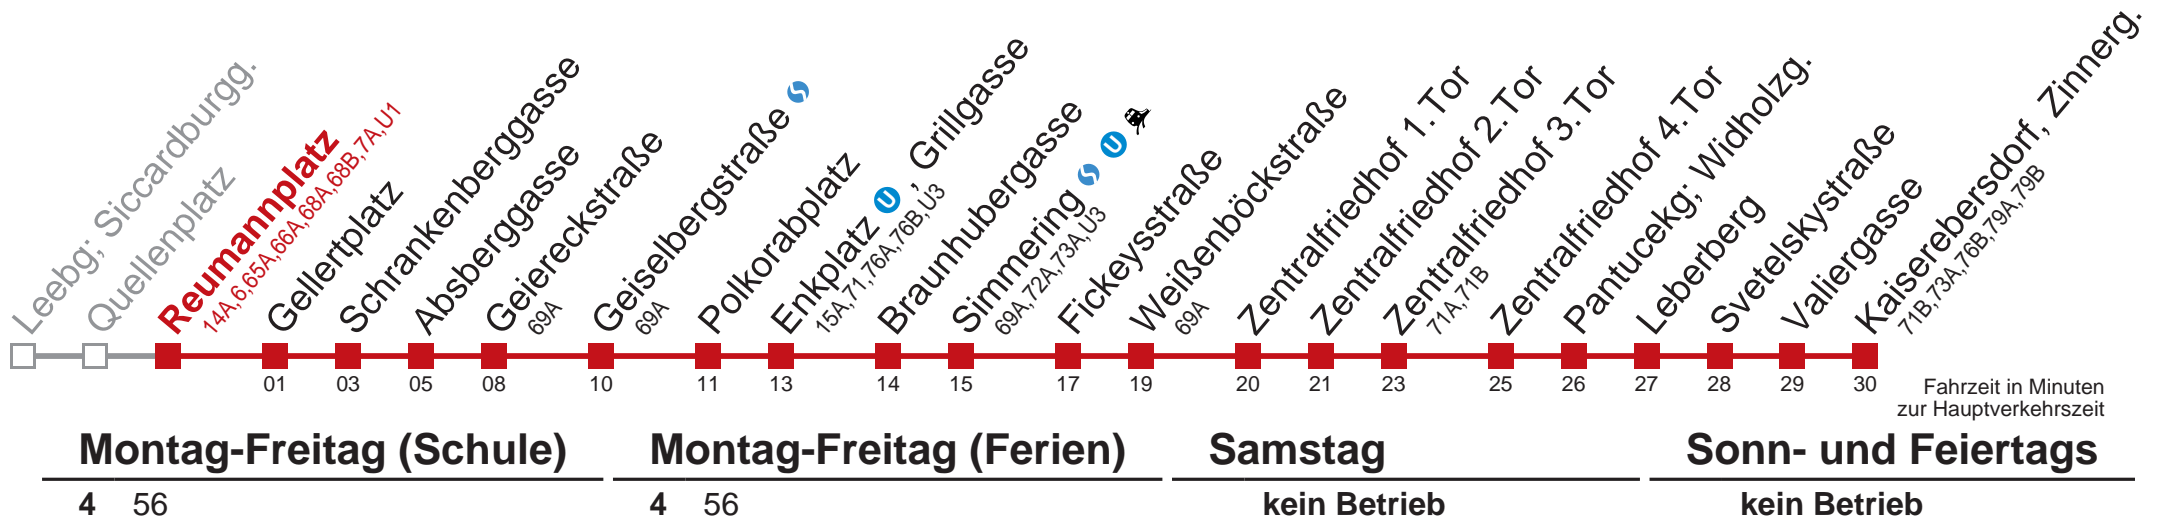 Leebg; Siccardburgg.
Quellenplatz
Reumannplatz
14A,6,65A,66A,68A,68B,7A,U1
Gellertplatz
Schrankenberggasse
Absberggasse
Geiereckstraße
69A
Geiselbergstraße
69A
Polkorabplatz
Enkplatz U , Grillgasse
15A,71,76A,76B,U3
Braunhubergasse
Simmering U
69A,72A,73A,U3
Fickeysstraße
Weißenböckstraße
69A
Zentralfriedhof 1.Tor
Zentralfriedhof 2.Tor
Zentralfriedhof 3.Tor
71A,71B
Zentralfriedhof 4.Tor
Pantucekg; Widholzg.
Leberberg
Svetelskystraße
Valiergasse
Kaiserebersdorf, Zinnerg.
71B,73A,76B,79A,79B
01 03 05 08 10 11 13 14 15 17 19 20 21 23 25 26 27 28 29 30
Fahrzeit in Minuten
zur Hauptverkehrszeit
Montag-Freitag (Schule) Montag-Freitag (Ferien) Samstag Sonn- und Feiertags
4 56 4 56 kein Betrieb kein Betrieb